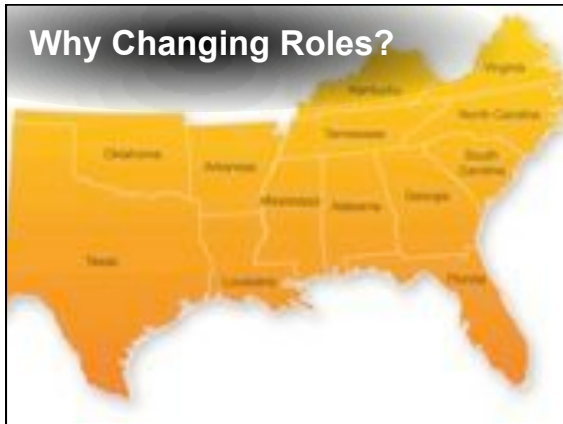 Why Changing Roles?
Virginia
Kentucky
North Carolina
Tennessee
Oklahoma
Arkansas
South
Carolina
Mississippi
Alabama
Georgia
Texas
Louisiana
Florida